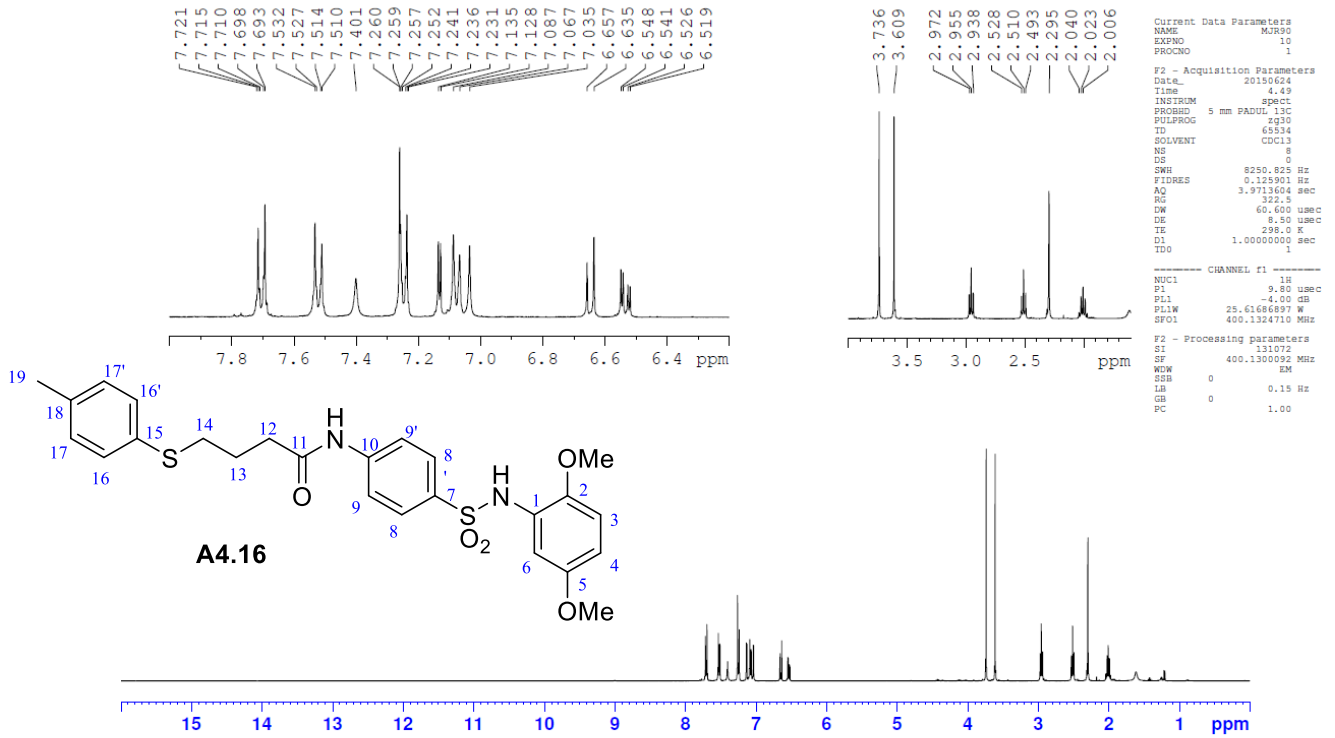 7.721
7.715
7.710
7.698
7.693
7.532
7.527
7.514
7.510
7.401
7.260
7.259
7.257
7.252
7.241
7.236
7.231
7.135
7.128
7.087
7.067
7.035
6.657
6.635
6.548
6.541
6.526
6.519
3.736
3.609
2.972
2.955
2.938
2.528
2.510
2.493
2.295
2.040
2.023
2.006
Current Data Parameters
NAME MJR90
EXPNO 10
PROCNO 1
F2 - Acquisition Parameters
Date_ 20150624
Time 4.49
INSTRUM spect
PROBHD 5 mm PADUL 13C
PULPROG zg30
TD 65534
SOLVENT CDCl3
NS 8
DS 0
SWH 8250.825 Hz
FIDRES 0.125901 Hz
AQ 3.9713604 sec
RG 322.5
DW 60.600 usec
DE 8.50 usec
TE 298.0 K
D1 1.00000000 sec
TD0 1
======== CHANNEL f1 ========
NUC1 1H
P1 9.80 usec
PL1 -4.00 dB
PL1W 25.61686897 W
SFO1 400.1324710 MHz
F2 - Processing parameters
SI 131072
SF 400.1300092 MHz
WDW EM
SSB 0
LB 0.15 Hz
GB 0
PC 1.00
7.8 7.6 7.4 7.2 7.0 6.8 6.6 6.4 ppm
3.5 3.0 2.5 ppm
19
17'
16'
18
17
16
15
S
14
13
12
11
O
H
N
10
9'
9
8
'
7
8
S
O2
H
N
1
2
OMe
3
4
5
6
OMe
A4.16
15 14 13 12 11 10 9 8 7 6 5 4 3 2 1 ppm